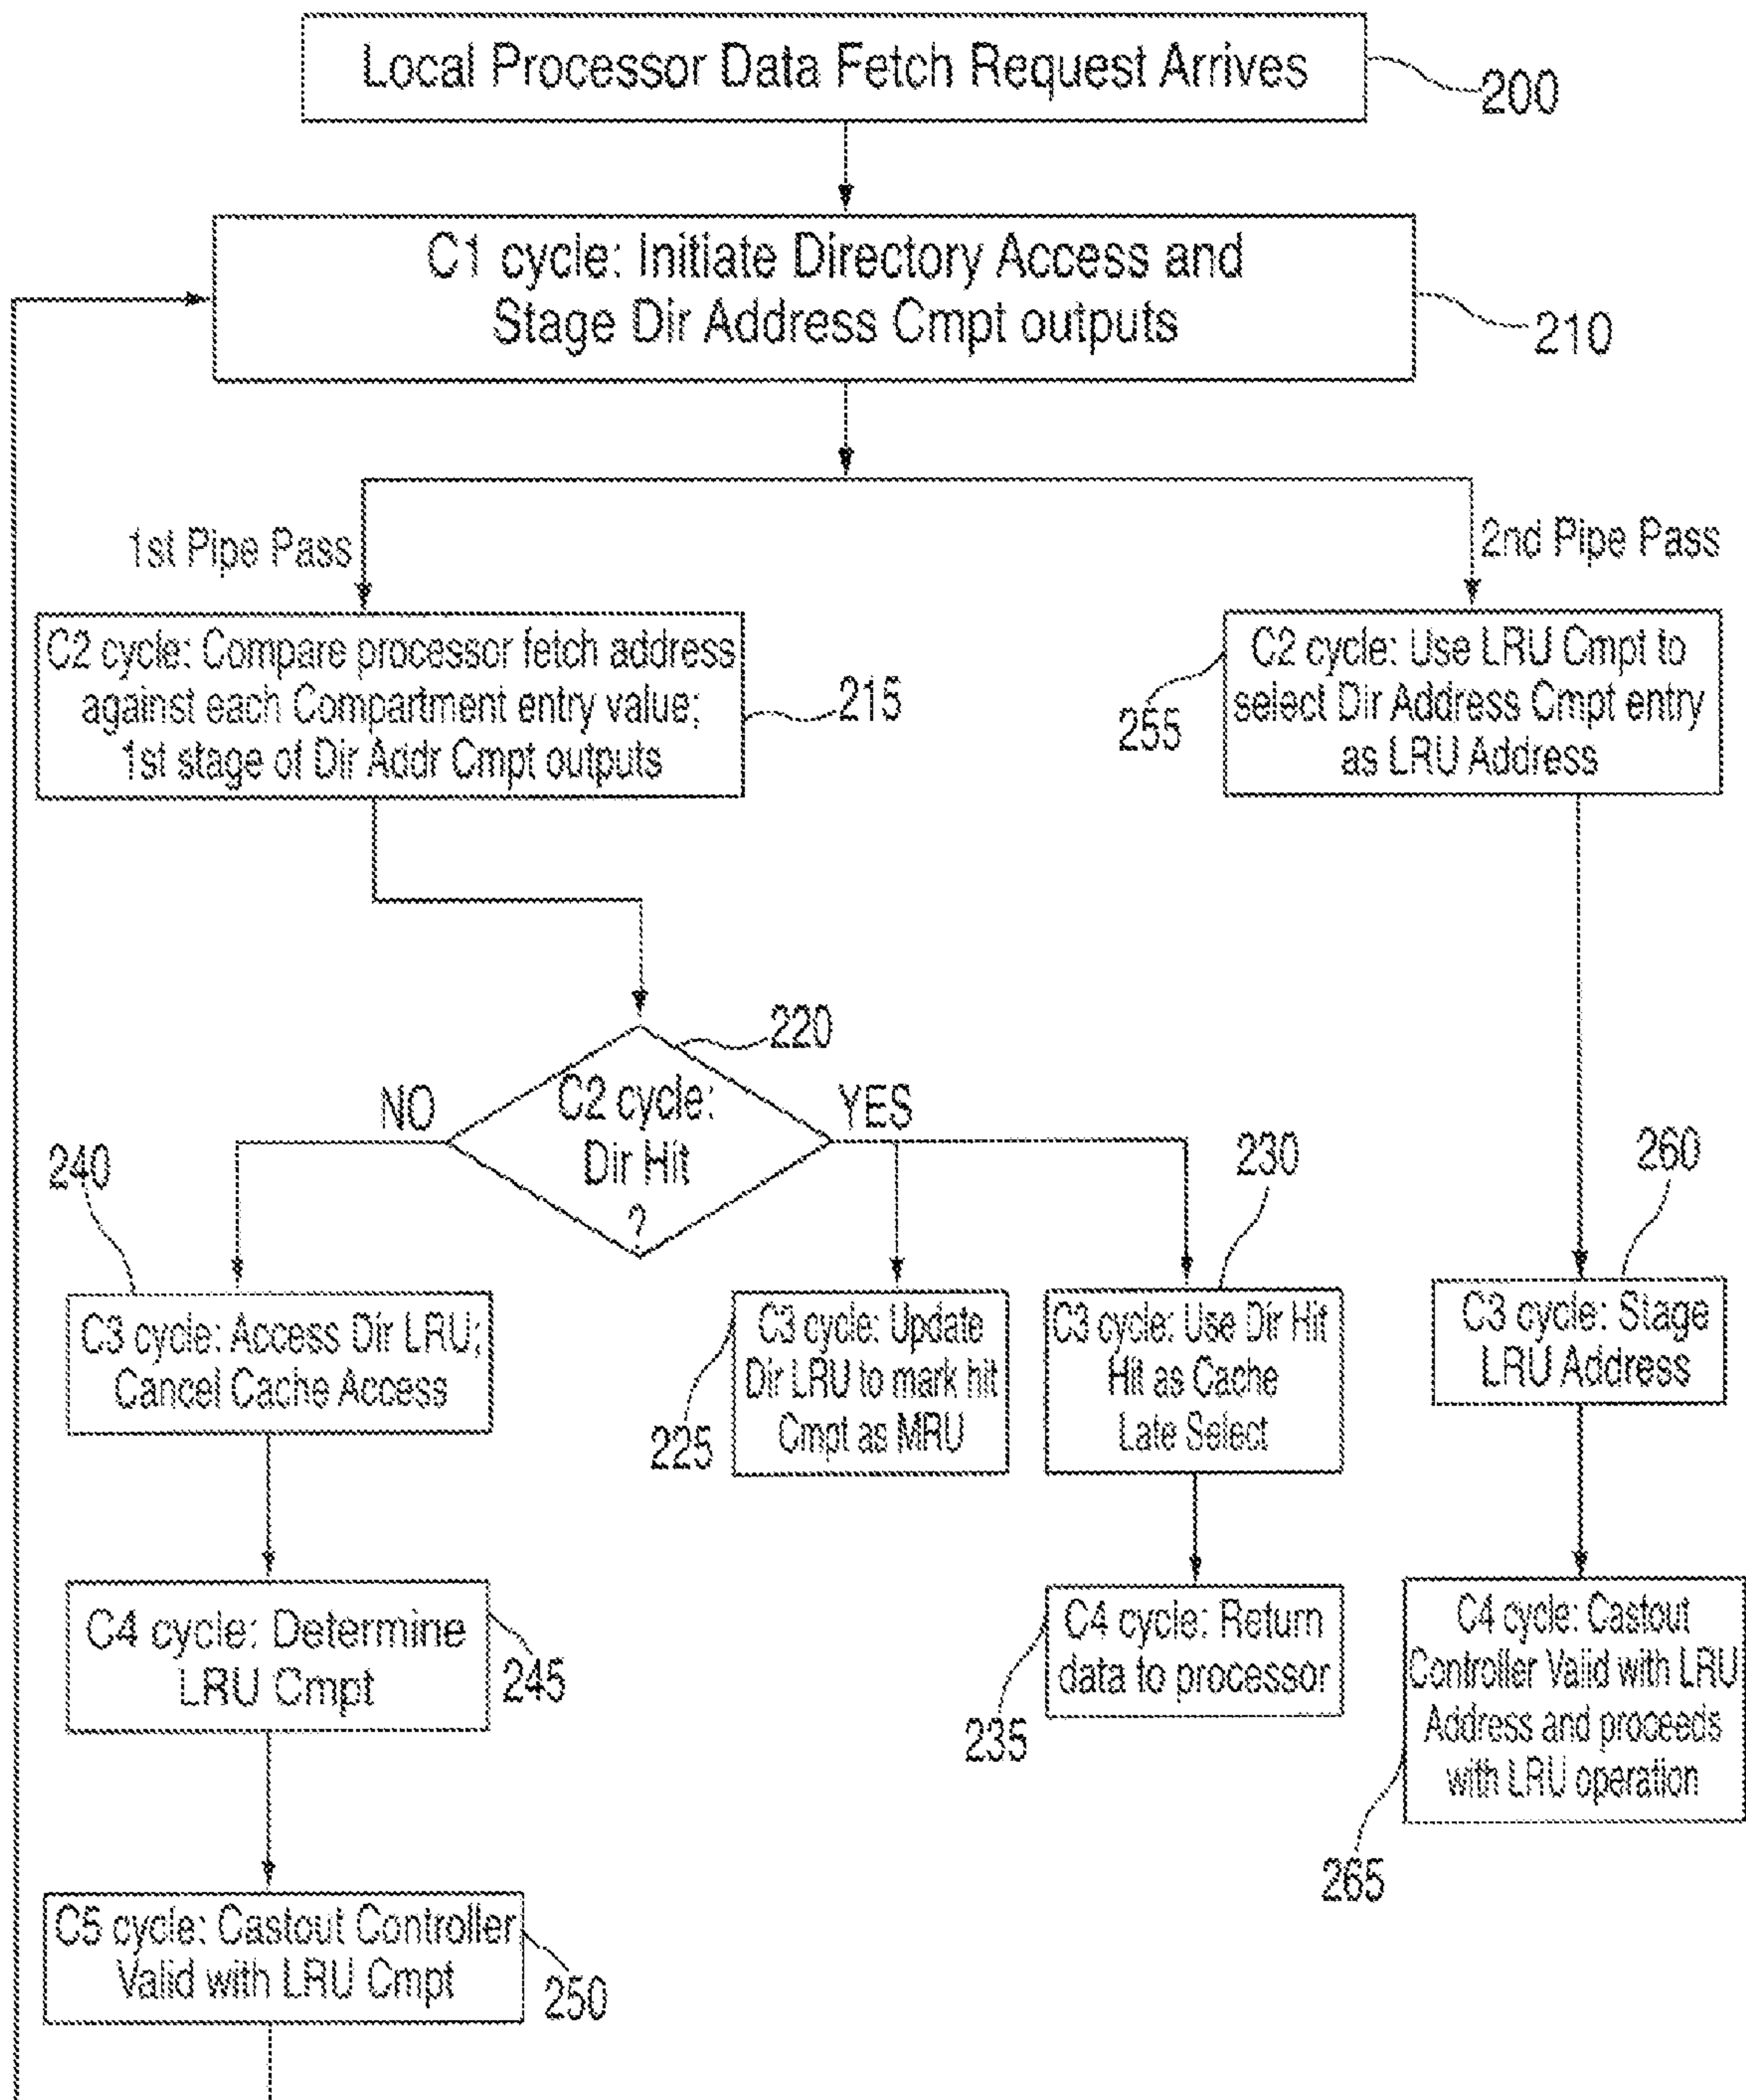 Local Processor Data Fetch Request Arrives
200
C1 cycle: Initiate Directory Access and
Stage Dir Address Cmpt outputs
210
1st Pipe Pass
2nd Pipe Pass
C2 cycle: Compare processor fetch address
against each Compartment entry value;
1st stage of Dir Addr Cmpt outputs
215
C2 cycle: Use LRU Cmpt to
select Dir Address Cmpt entry
as LRU Address
255
220
C2 cycle:
Dir Hit
?
NO
YES
240
C3 cycle: Access Dir LRU;
Cancel Cache Access
C3 cycle: Update
Dir LRU to mark hit
Cmpt as MRU
225
230
C3 cycle: Use Dir Hit
Hit as Cache
Late Select
260
C3 cycle: Stage
LRU Address
C4 cycle: Determine
LRU Cmpt
245
C4 cycle: Return
data to processor
235
C4 cycle: Castout
Controller Valid with LRU
Address and proceeds
with LRU operation
265
C5 cycle: Castout Controller
Valid with LRU Cmpt
250